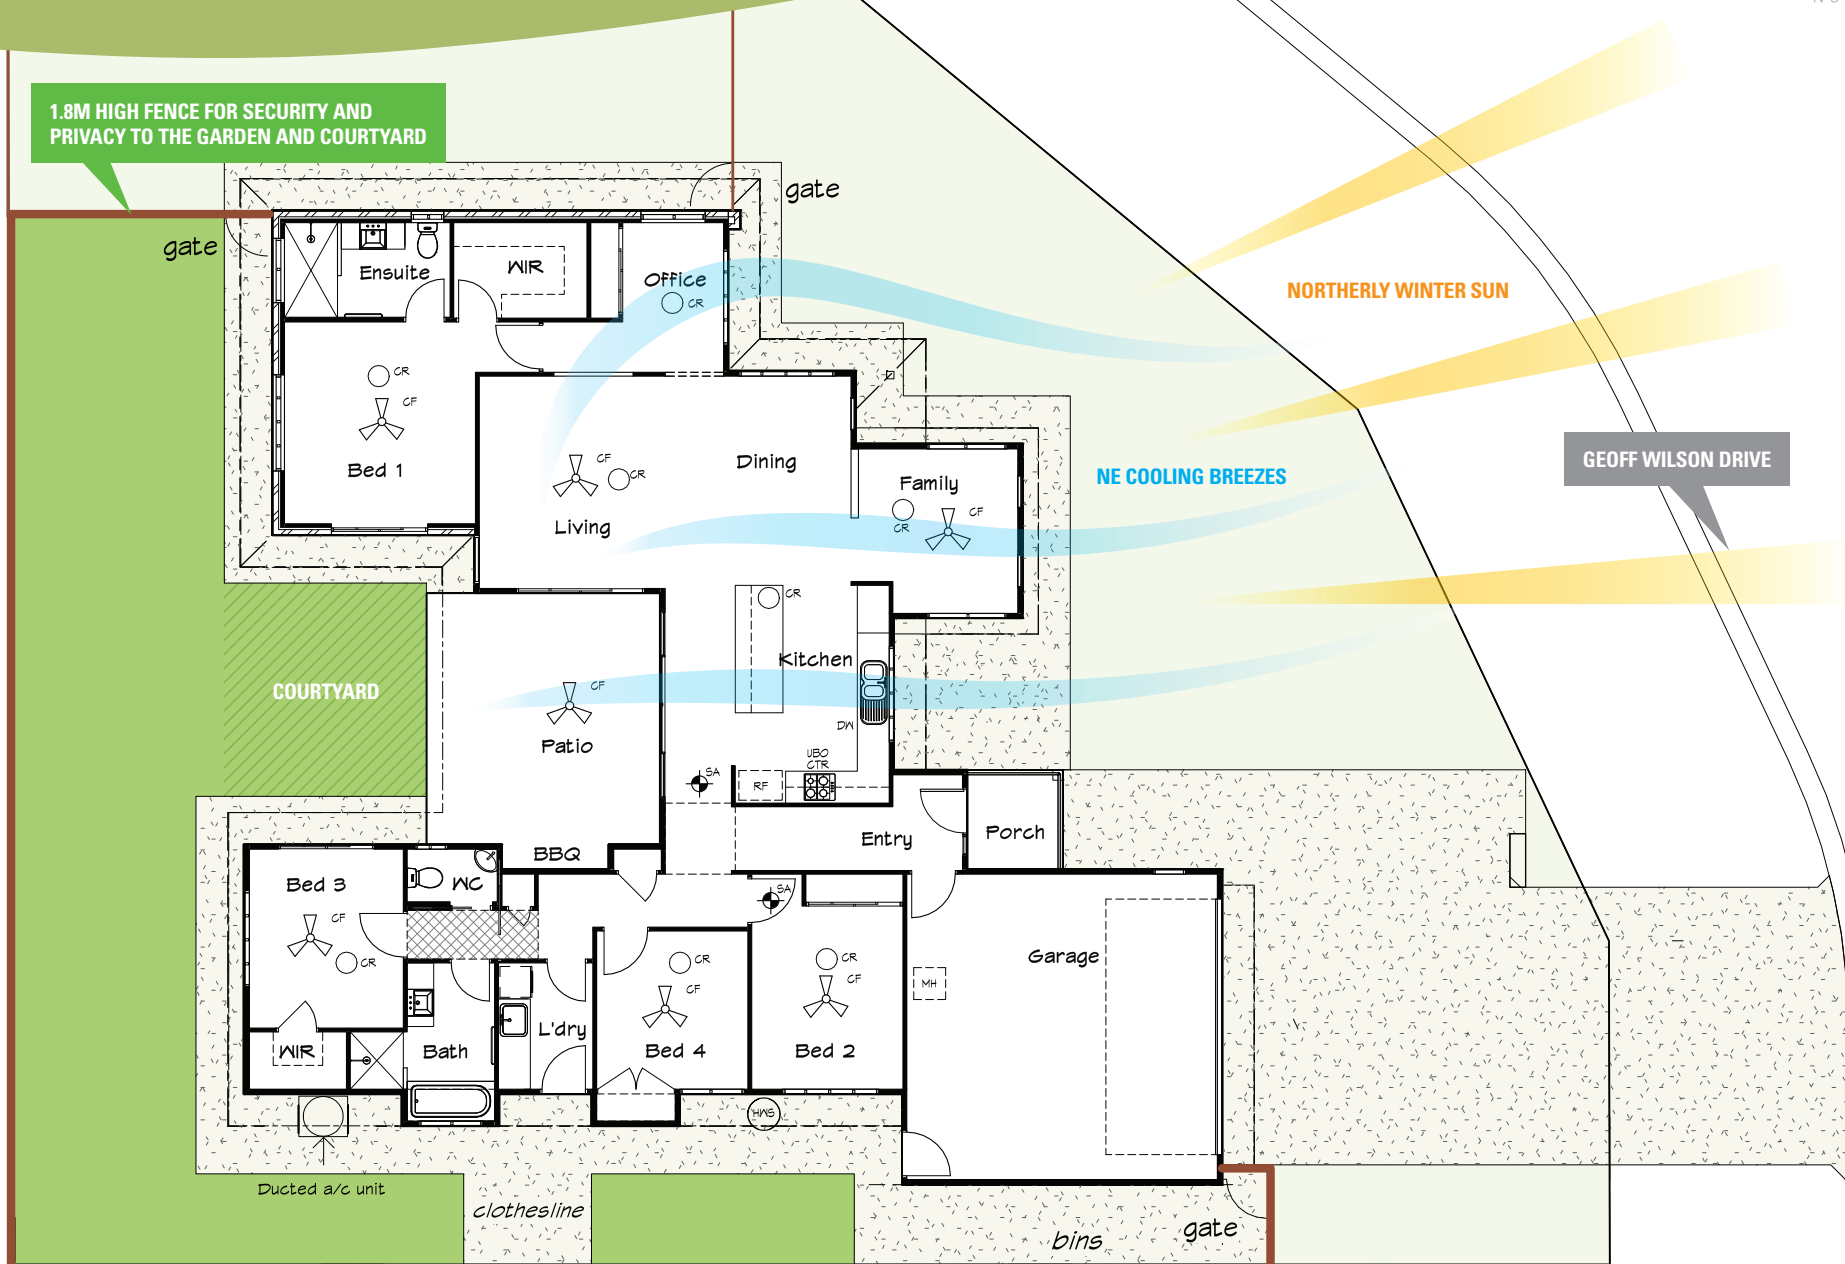 1.8M HIGH FENCE FOR SECURITY AND
PRIVACY TO THE GARDEN AND COURTYARD
gate
gate
Ensuite
WIR
Office
CR
NORTHERLY WINTER SUN
CR
CF
Bed 1
CF
CR
Living
Dining
Family
CR
CF
NE COOLING BREEZES
GEOFF WILSON DRIVE
CR
Kitchen
COURTYARD
CF
Patio
DW
UBO
CTR
SA
RF
Entry
Porch
BBQ
Bed 3
WC
CF
CR
SA
CR
CF
CR
CF
Garage
MH
WIR
Bath
L'dry
Bed 4
Bed 2
HWS
Ducted a/c unit
clothesline
bins
gate